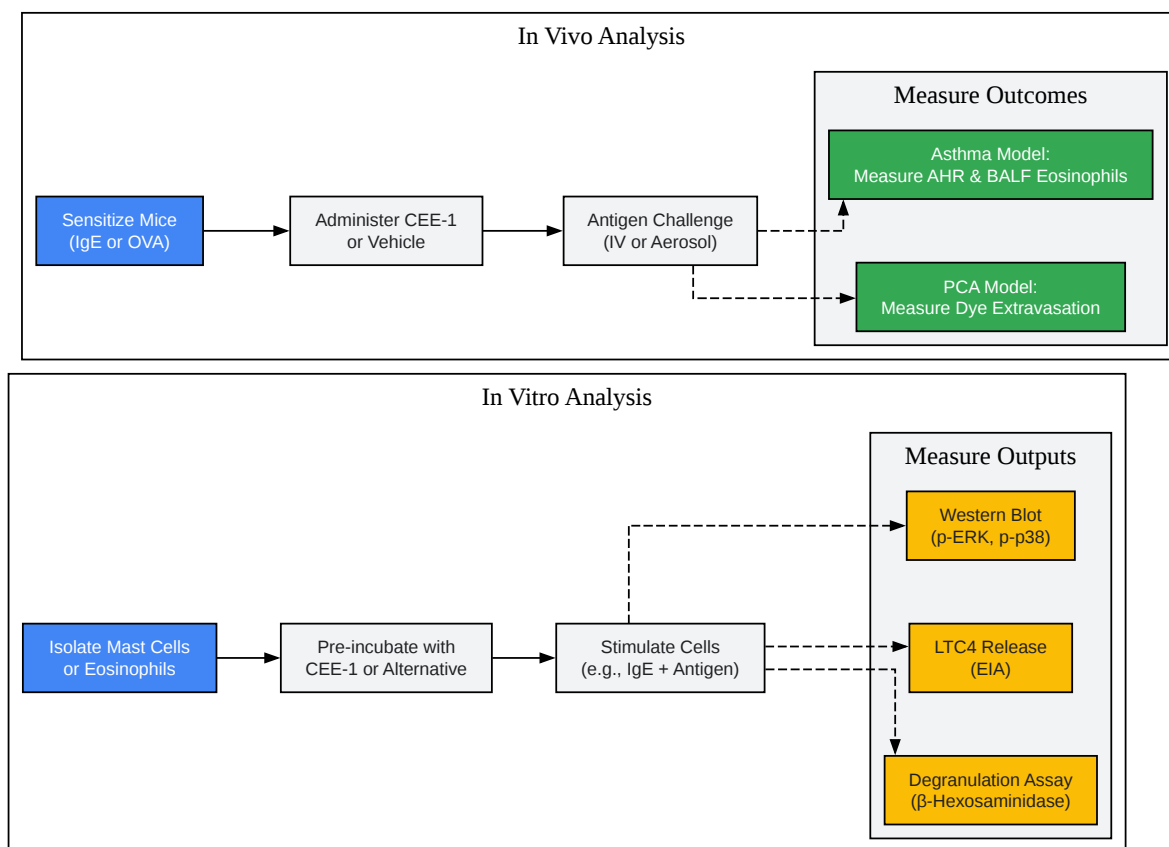 In Vivo Analysis
Measure Outcomes
Asthma Model:
Measure AHR & BALF Eosinophils
Sensitize Mice
(IgE or OVA)
Administer CEE-1
or Vehicle
Antigen Challenge
(IV or Aerosol)
PCA Model:
Measure Dye Extravasation
In Vitro Analysis
Measure Outputs
Western Blot
(p-ERK, p-p38)
Isolate Mast Cells
or Eosinophils
Pre-incubate with
CEE-1 or Alternative
Stimulate Cells
(e.g., IgE + Antigen)
LTC4 Release
(EIA)
Degranulation Assay
(β-Hexosaminidase)